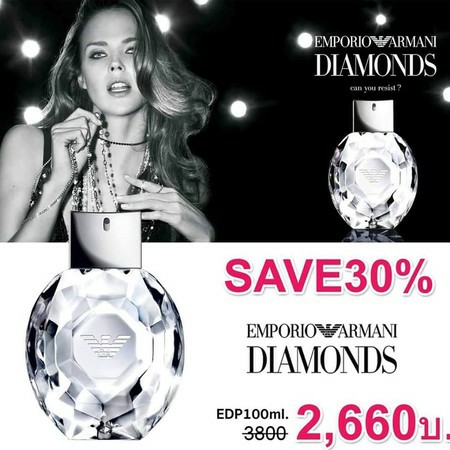 EMPORIO ARMANI
DIAMONDS
can you resist ?
SAVE30%
EMPORIO ARMANI
DIAMONDS
EDP100ml.
3800
2,660บ.